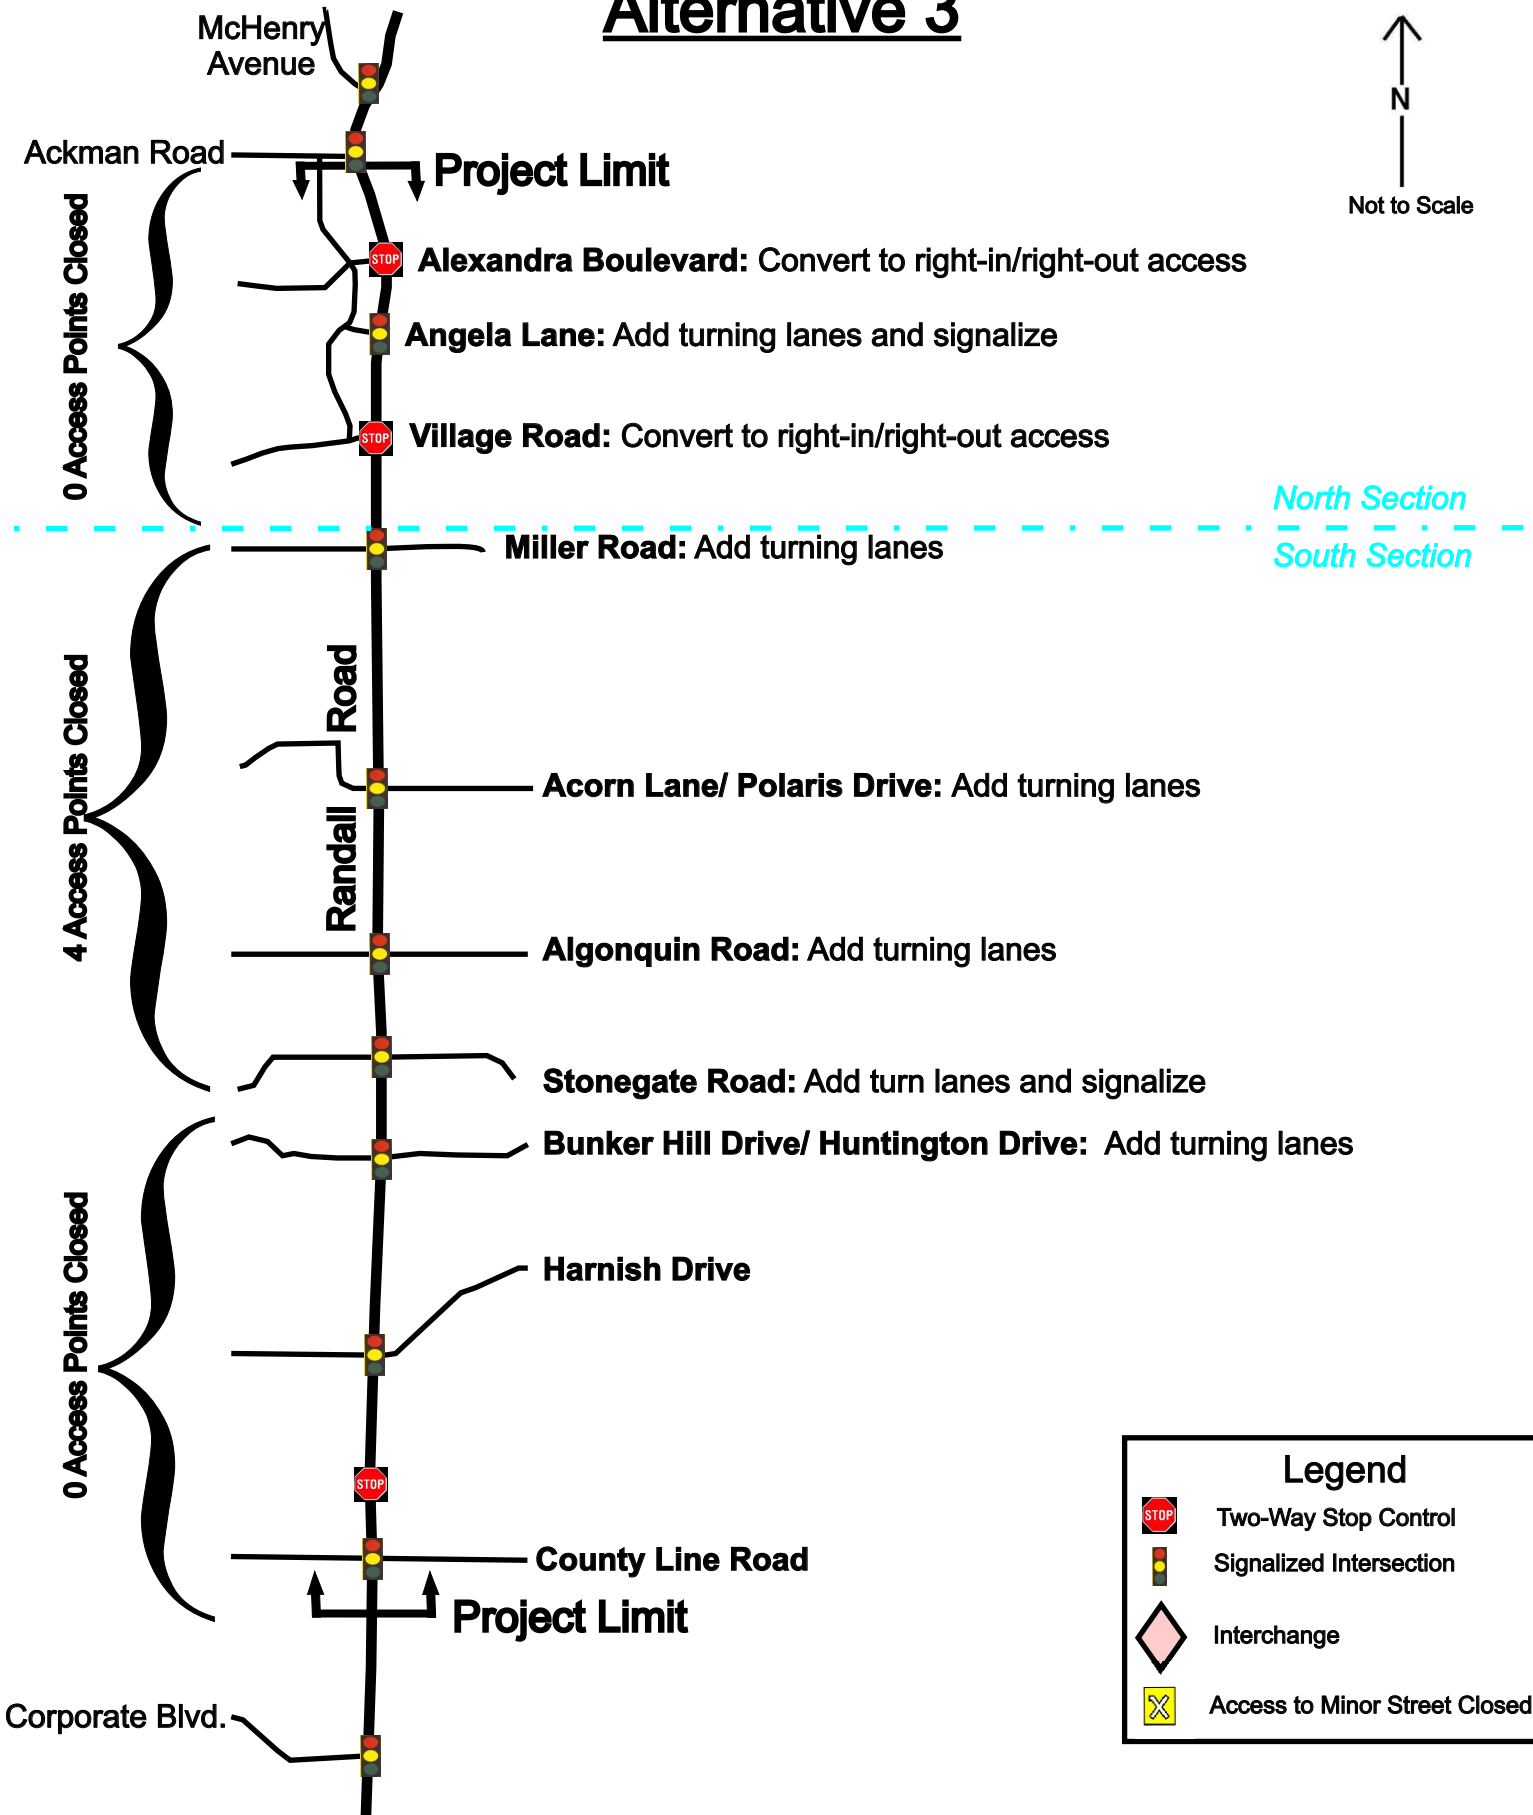 Alternative 3
McHenry
Avenue
N
Not to Scale
Ackman Road
Project Limit
0 Access Points Closed
STOP
Alexandra Boulevard: Convert to right-in/right-out access
Angela Lane: Add turning lanes and signalize
STOP
Village Road: Convert to right-in/right-out access
North Section
South Section
Miller Road: Add turning lanes
4 Access Points Closed
Randall Road
Acorn Lane/ Polaris Drive: Add turning lanes
Algonquin Road: Add turning lanes
Stonegate Road: Add turn lanes and signalize
Bunker Hill Drive/ Huntington Drive: Add turning lanes
0 Access Points Closed
Harnish Drive
STOP
County Line Road
Project Limit
Corporate Blvd.
Legend
STOP
Two-Way Stop Control
Signalized Intersection
Interchange
X
Access to Minor Street Closed